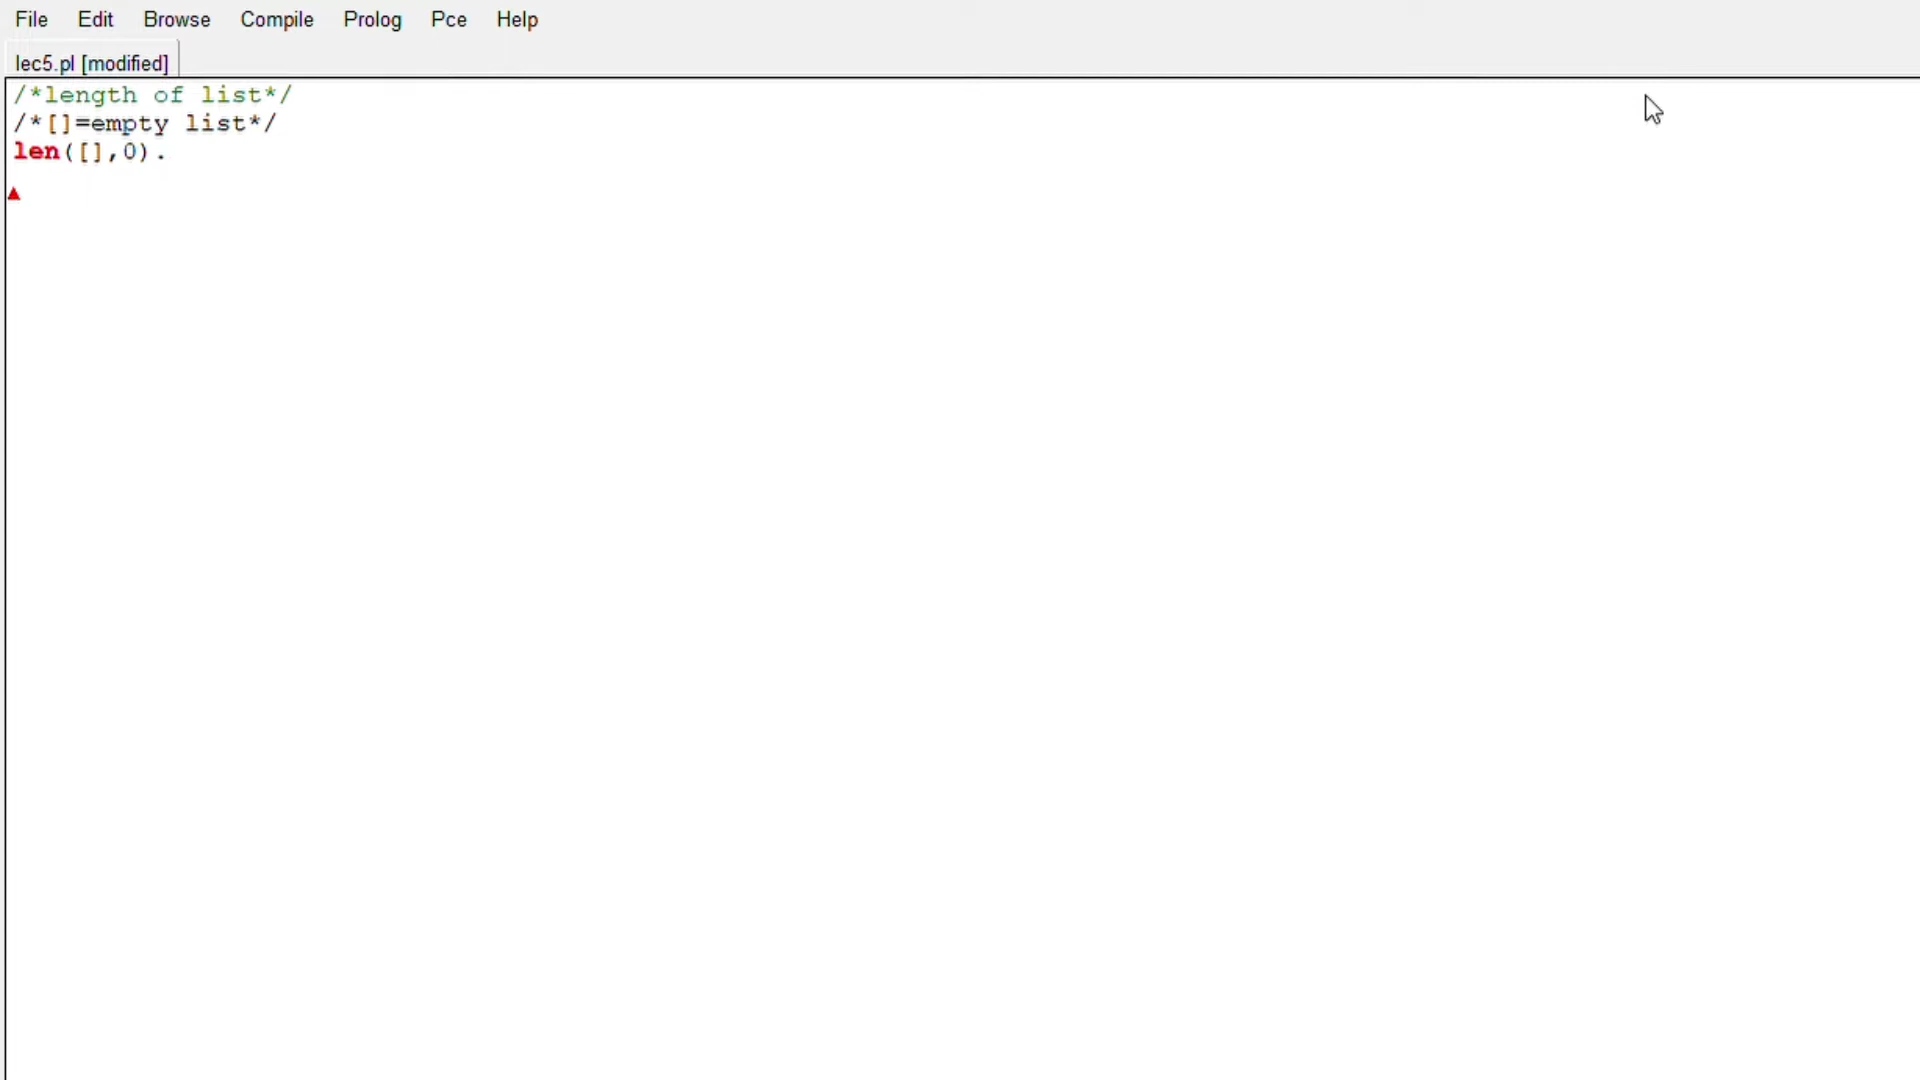 File Edit Browse Compile Prolog Pce Help
lec5.pl [modified]
/*length of list*/
/*[]=empty list*/
len([],0).